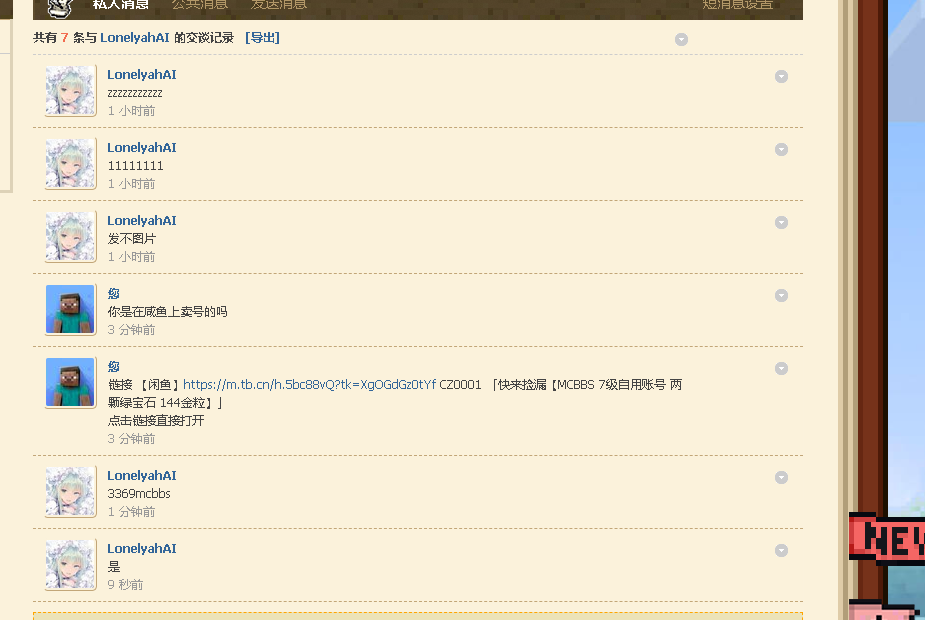 私人消息 公共消息 发送消息 短消息设置
共有 7 条与 LonelyahAI 的交谈记录 [导出]
LonelyahAI
zzzzzzzzzzz
1 小时前
LonelyahAI
11111111
1 小时前
LonelyahAI
发不图片
1 小时前
您
你是在咸鱼上卖号的吗
3 分钟前
您
链接 【闲鱼】https://m.tb.cn/h.5bc88vQ?tk=XgOGdGz0tYf CZ0001 「快来捡漏【MCBBS 7级自用账号 两
颗绿宝石 144金粒】」
点击链接直接打开
3 分钟前
LonelyahAI
3369mcbbs
1 分钟前
LonelyahAI
是
9 秒前